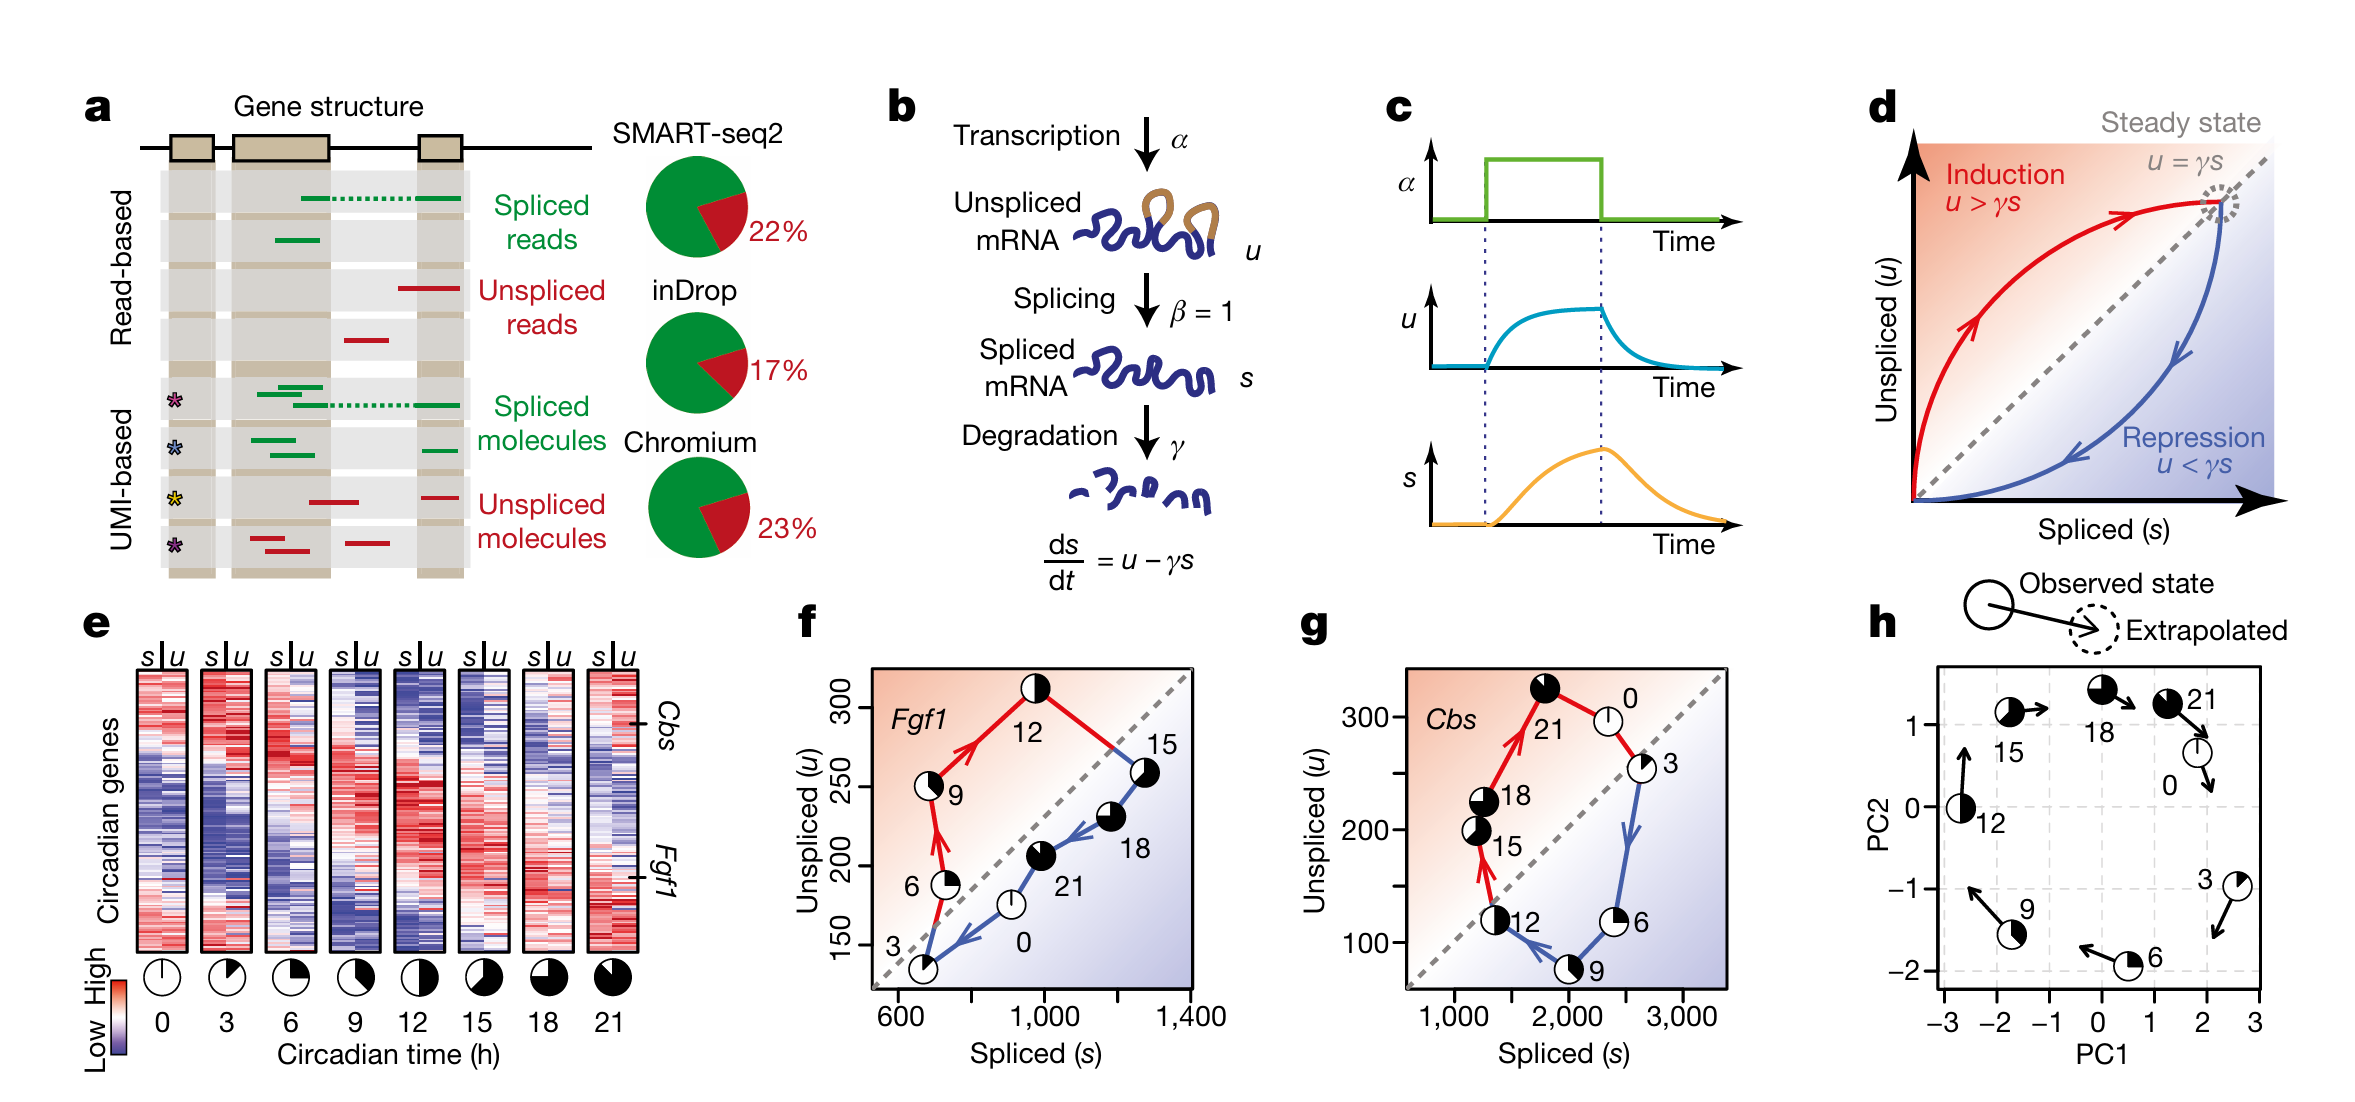 a
Gene structure
Read-based
UMI-based
Spliced
reads
Unspliced
reads
*
Spliced
molecules
*
*
Unspliced
molecules
*
SMART-seq2
22%
inDrop
17%
Chromium
23%
b
Transcription
α
Unspliced
mRNA
u
Splicing
β = 1
Spliced
mRNA
s
Degradation
γ
ds
dt
= u − γs
c
α
Time
u
Time
s
Time
d
Steady state
u = γs
Induction
u > γs
Repression
u < γs
Unspliced (u)
Spliced (s)
e
s u s u s u s u s u s u s u s u
Circadian genes
Cbs
Fgf1
High
Low
0 3 6 9 12 15 18 21
Circadian time (h)
f
Fgf1
12
15
9
18
6
21
0
3
Unspliced (u)
300
250
200
150
600 1,000 1,400
Spliced (s)
g
Cbs
0
21
3
18
15
12
6
9
Unspliced (u)
300
200
100
1,000 2,000 3,000
Spliced (s)
Observed state
Extrapolated
h
21
18
15
0
12
3
9
6
PC2
1
0
−1
−2
−3 −2 −1 0 1 2 3
PC1